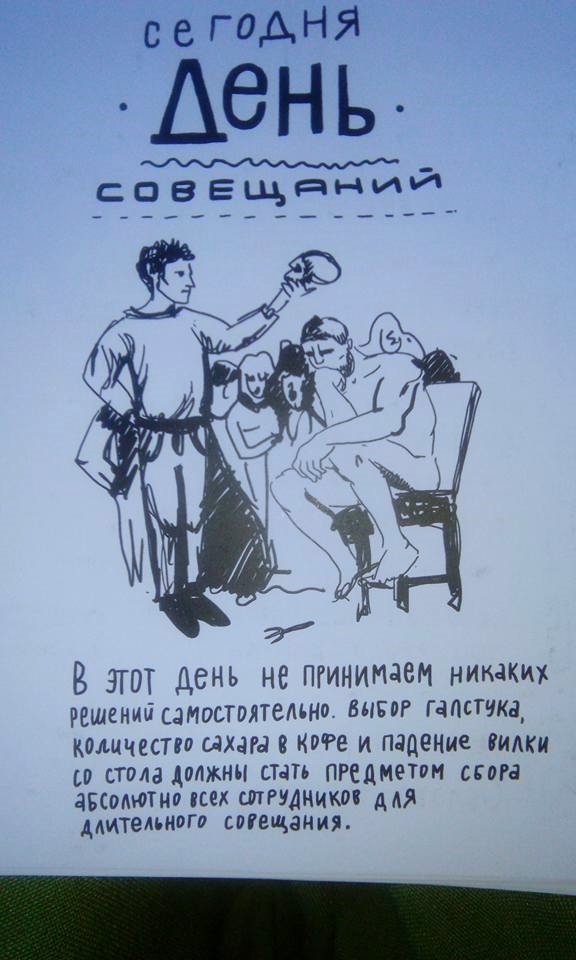 сегодня
День
совещаний
В этот день не принимаем никаких
решений самостоятельно. Выбор галстука,
количество сахара в кофе и падение вилки
со стола должны стать предметом сбора
абсолютно всех сотрудников для
длительного совещания.